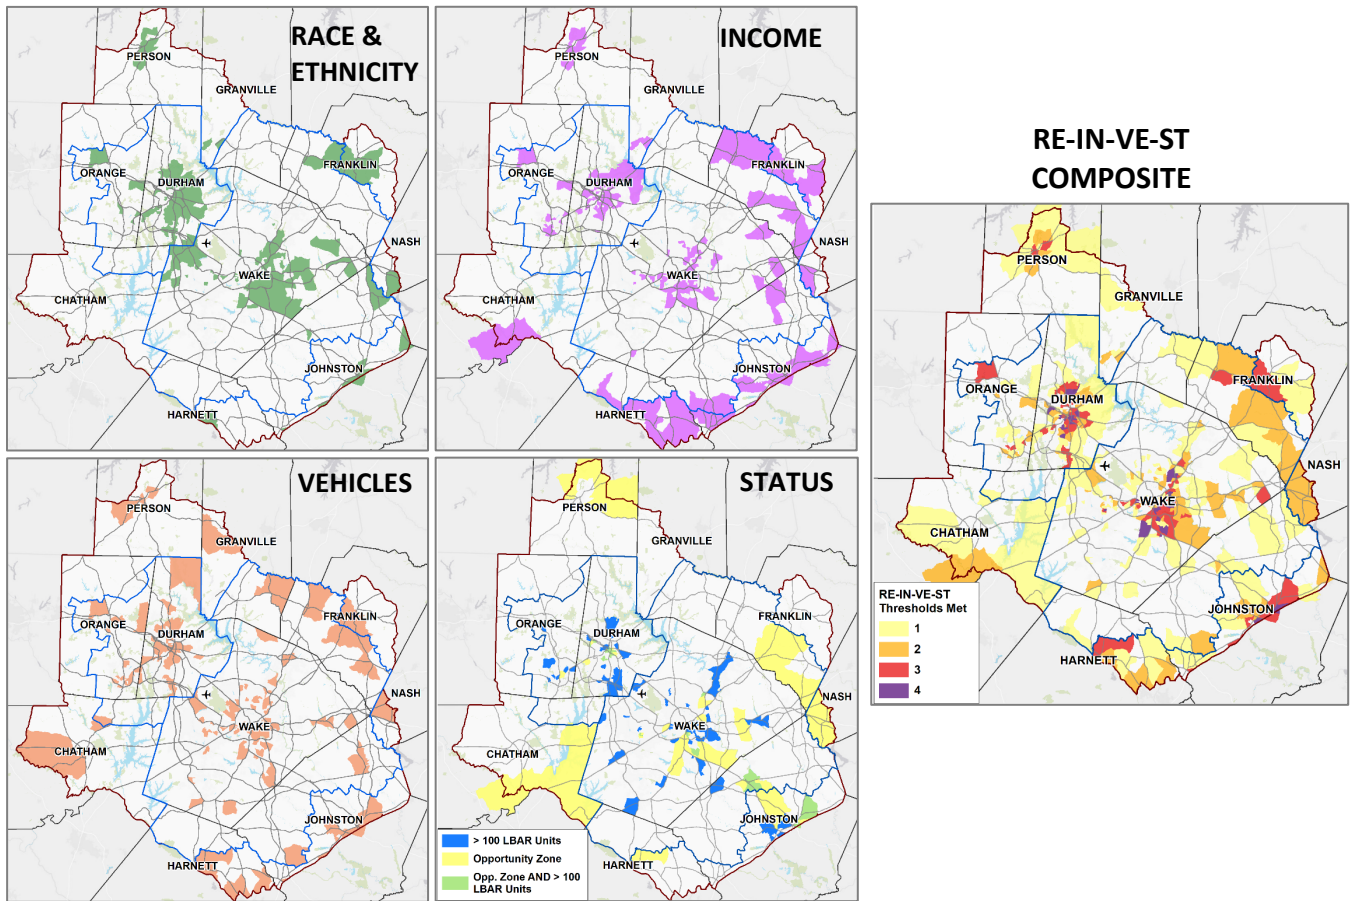 RACE &
ETHNICITY
PERSON
GRANVILLE
ORANGE
DURHAM
FRANKLIN
NASH
WAKE
CHATHAM
JOHNSTON
HARNETT
INCOME
PERSON
GRANVILLE
FRANKLIN
ORANGE
DURHAM
NASH
WAKE
CHATHAM
JOHNSTON
HARNETT
VEHICLES
PERSON
GRANVILLE
FRANKLIN
ORANGE
DURHAM
NASH
WAKE
CHATHAM
JOHNSTON
HARNETT
STATUS
PERSON
GRANVILLE
FRANKLIN
ORANGE
DURHAM
NASH
WAKE
CHATHAM
JOHNSTON
HARNETT
> 100 LBAR Units
Opportunity Zone
Opp. Zone AND > 100
LBAR Units
RE-IN-VE-ST
COMPOSITE
PERSON
GRANVILLE
FRANKLIN
ORANGE
DURHAM
NASH
WAKE
CHATHAM
JOHNSTON
HARNETT
RE-IN-VE-ST
Thresholds Met
1
2
3
4